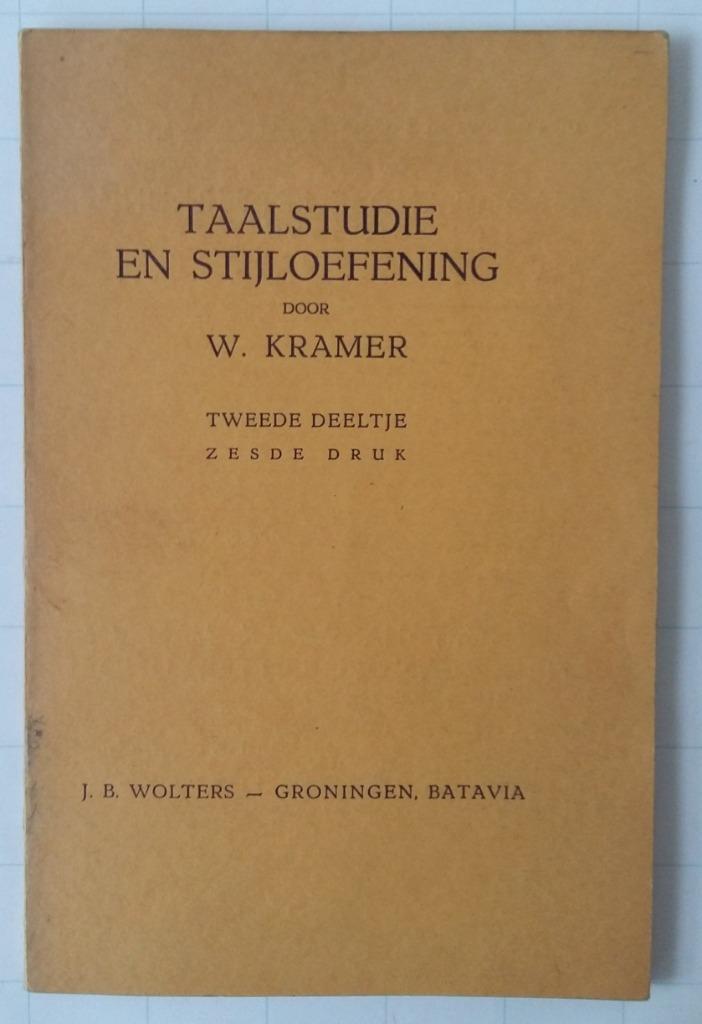 TAALSTUDIE
EN STIJLOEFENING
DOOR
W. KRAMER
TWEEDE DEELTJE
ZESDE DRUK
J. B. WOLTERS — GRONINGEN, BATAVIA